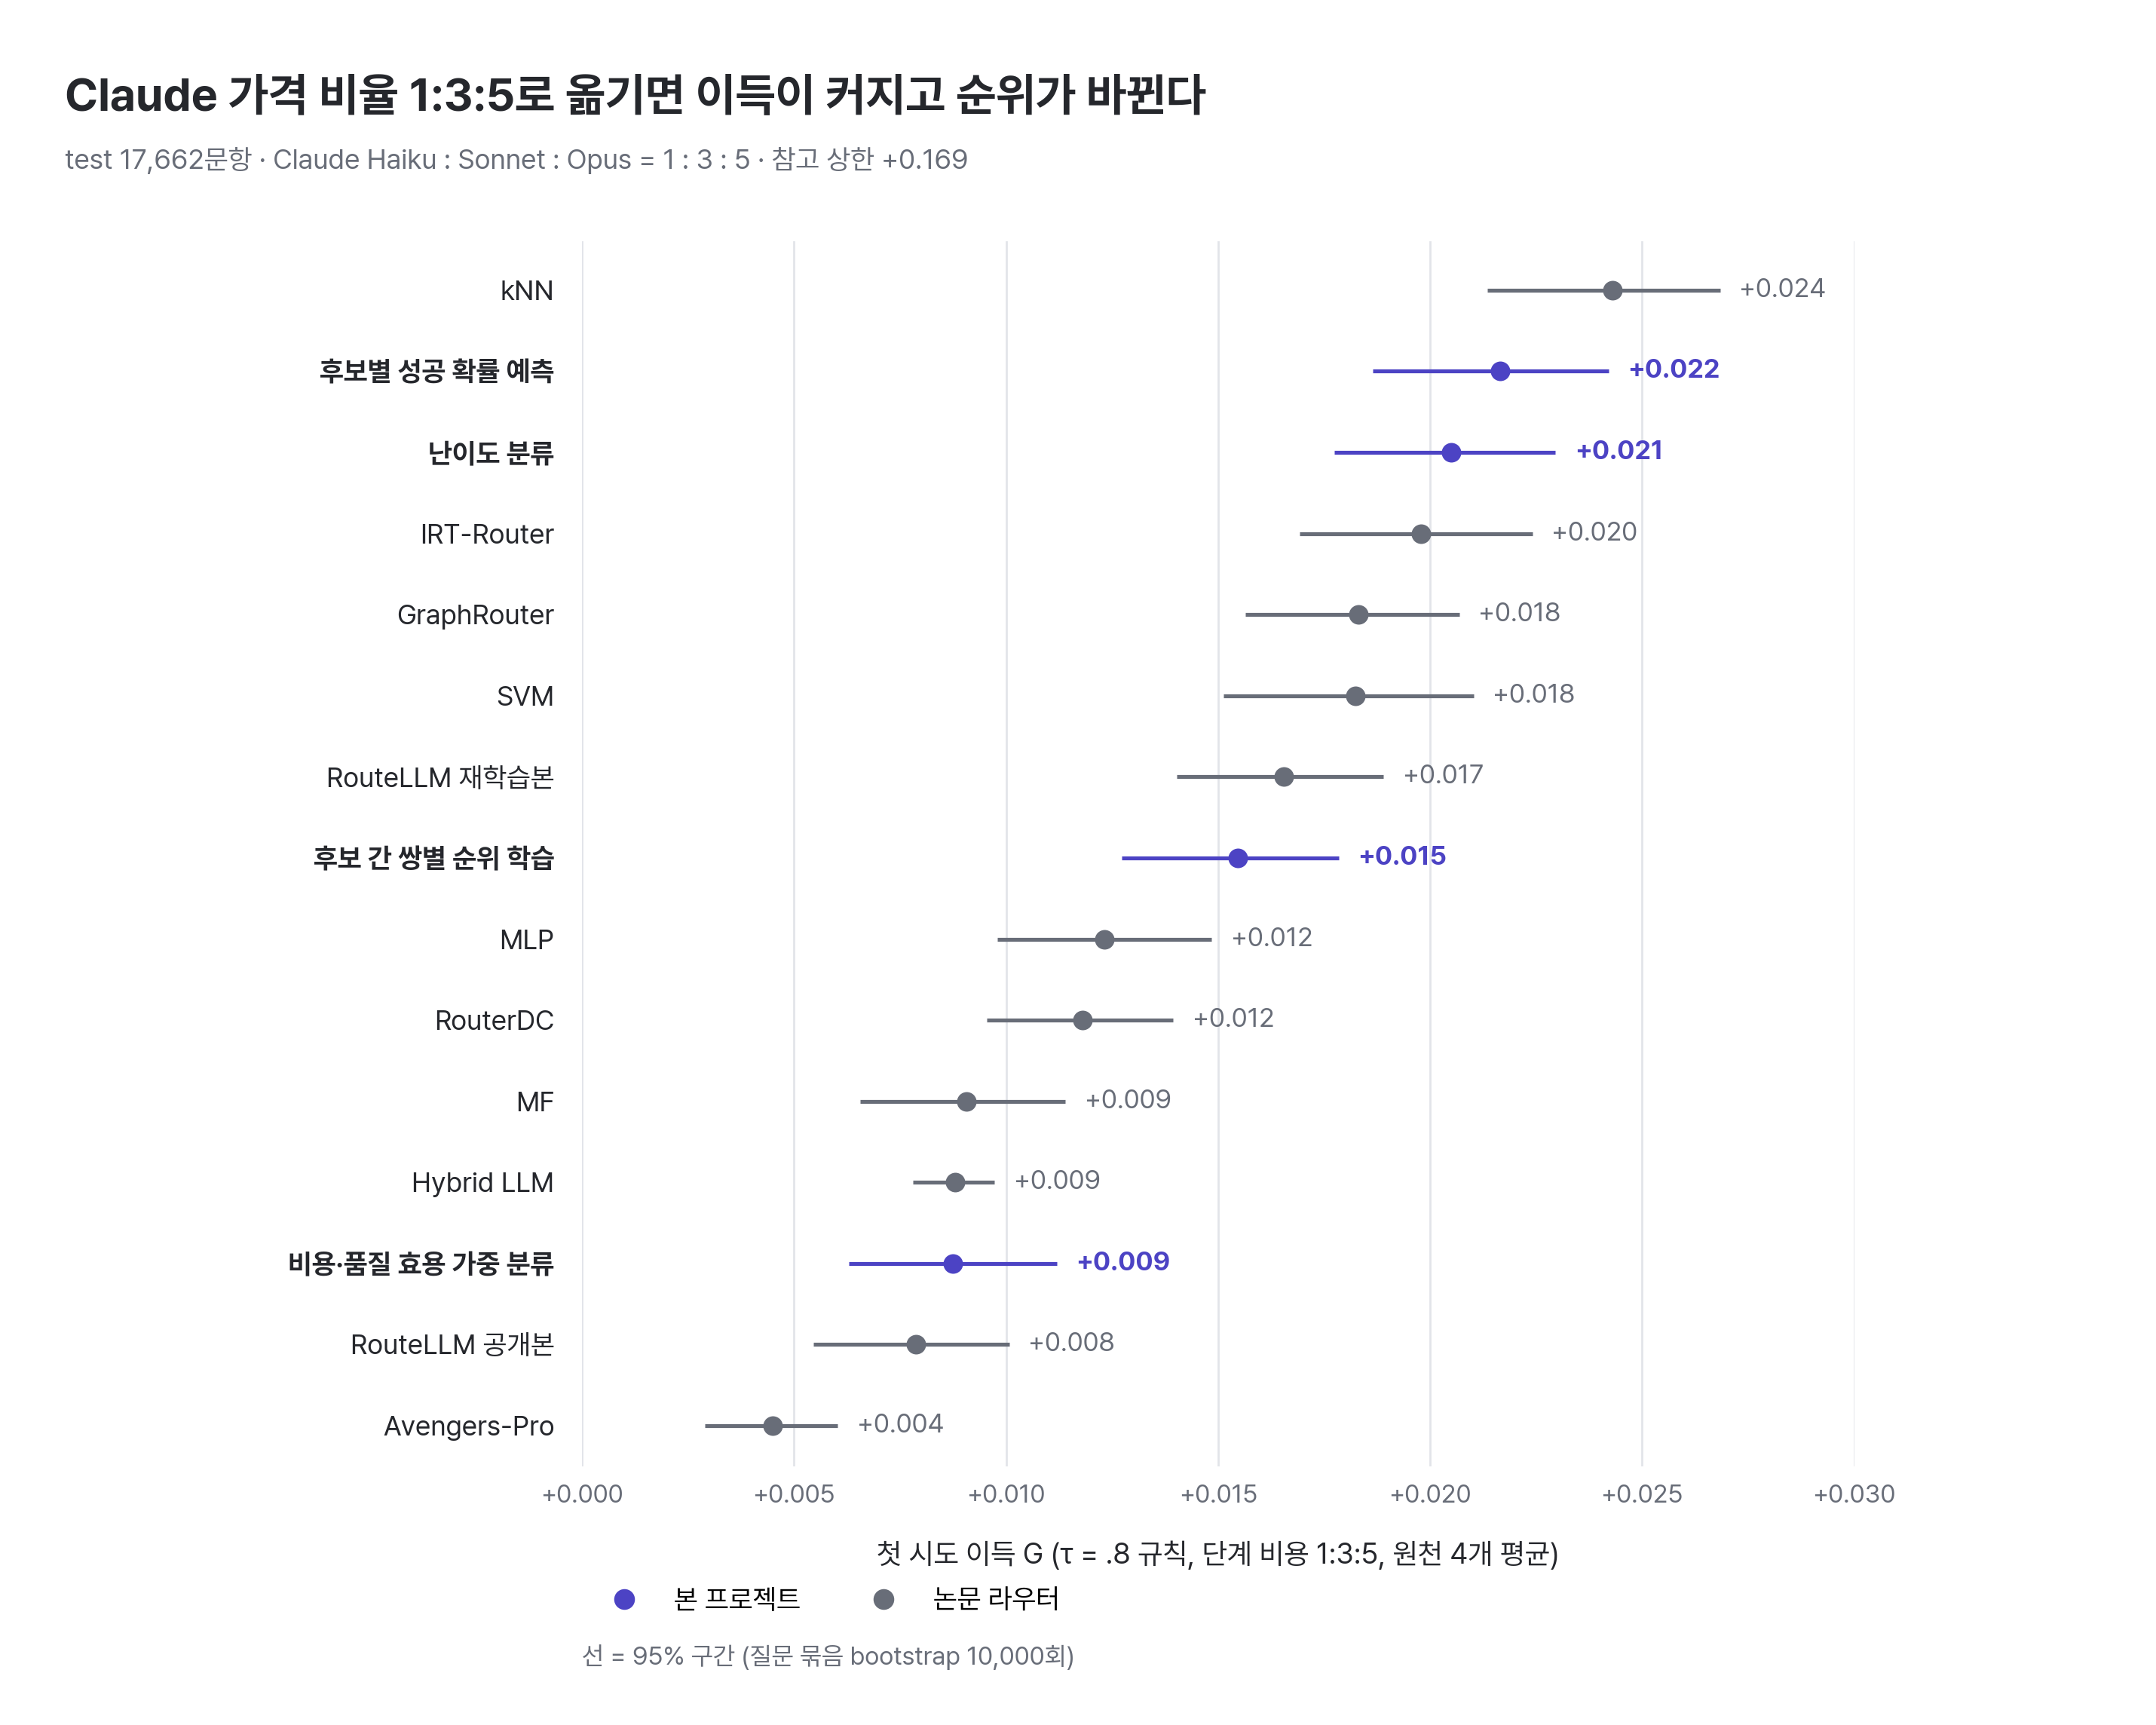 Claude 가격 비율 1:3:5로 옮기면 이득이 커지고 순위가 바뀐다
test 17,662문항 · Claude Haiku : Sonnet : Opus = 1 : 3 : 5 · 참고 상한 +0.169
kNN +0.024
후보별 성공 확률 예측 +0.022
난이도 분류 +0.021
IRT-Router +0.020
GraphRouter +0.018
SVM +0.018
RouteLLM 재학습본 +0.017
후보 간 쌍별 순위 학습 +0.015
MLP +0.012
RouterDC +0.012
MF +0.009
Hybrid LLM +0.009
비용·품질 효용 가중 분류 +0.009
RouteLLM 공개본 +0.008
Avengers-Pro +0.004
+0.000 +0.005 +0.010 +0.015 +0.020 +0.025 +0.030
첫 시도 이득 G (τ = .8 규칙, 단계 비용 1:3:5, 원천 4개 평균)
본 프로젝트 논문 라우터
선 = 95% 구간 (질문 묶음 bootstrap 10,000회)